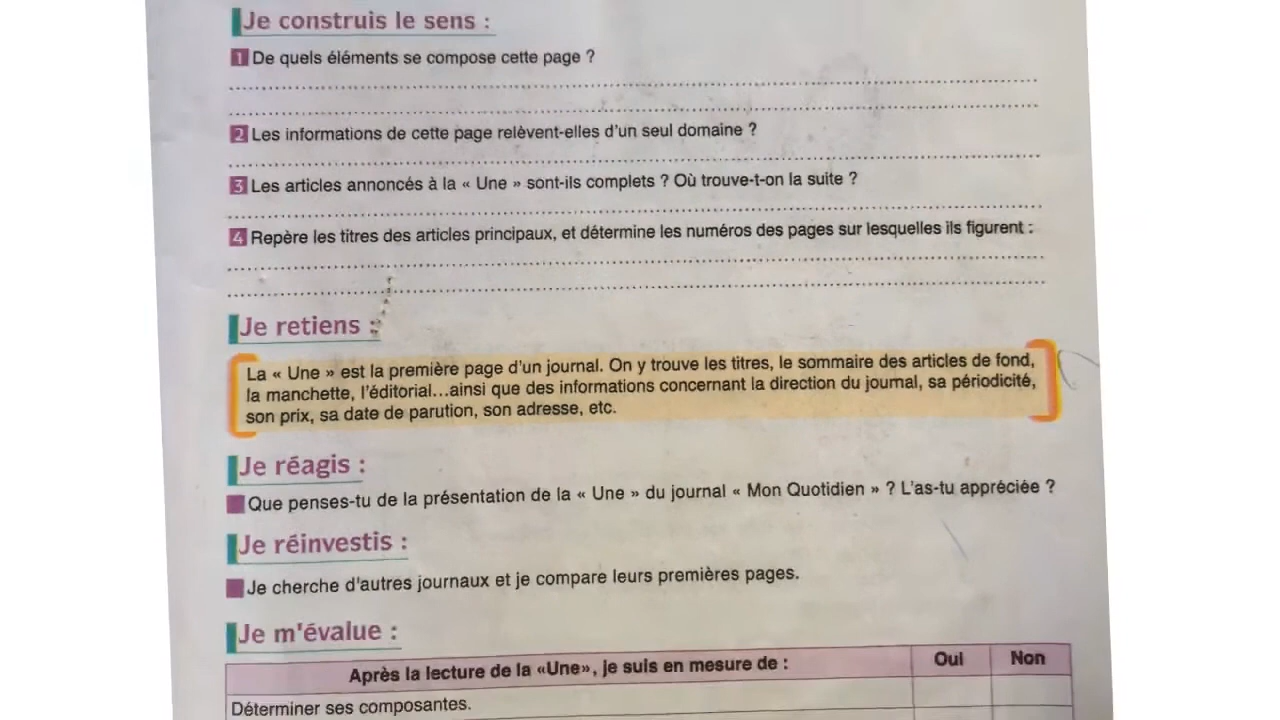 Je construis le sens :
1 De quels éléments se compose cette page ?
2 Les informations de cette page relèvent-elles d'un seul domaine ?
3 Les articles annoncés à la « Une » sont-ils complets ? Où trouve-t-on la suite ?
4 Repère les titres des articles principaux, et détermine les numéros des pages sur lesquelles ils figurent :
Je retiens :
La « Une » est la première page d'un journal. On y trouve les titres, le sommaire des articles de fond,
la manchette, l'éditorial...ainsi que des informations concernant la direction du journal, sa périodicité,
son prix, sa date de parution, son adresse, etc.
Je réagis :
Que penses-tu de la présentation de la « Une » du journal « Mon Quotidien » ? L'as-tu appréciée ?
Je réinvestis :
Je cherche d'autres journaux et je compare leurs premières pages.
Je m'évalue :
Après la lecture de la «Une», je suis en mesure de : Oui Non
Déterminer ses composantes.